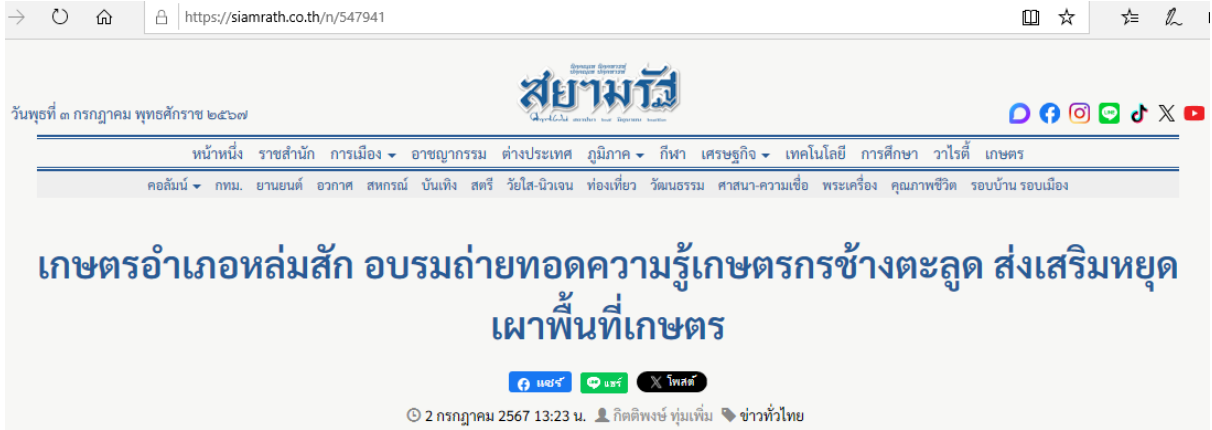 https://siamrath.co.th/n/547941
สยามรัฐ
วันพุธที่ ๓ กรกฎาคม พุทธศักราช ๒๕๖๗
หน้าหนึ่ง ราชสำนัก การเมือง อาชญากรรม ต่างประเทศ ภูมิภาค กีฬา เศรษฐกิจ เทคโนโลยี การศึกษา วาไรตี้ เกษตร
คอลัมน์ กทม. ยานยนต์ อวกาศ สหกรณ์ บันเทิง สตรี วัยใส-นิวเจน ท่องเที่ยว วัฒนธรรม ศาสนา-ความเชื่อ พระเครื่อง คุณภาพชีวิต รอบบ้าน รอบเมือง
เกษตรอำเภอหล่มสัก อบรมถ่ายทอดความรู้เกษตรกรช้างตะลูด ส่งเสริมหยุด
เผาพื้นที่เกษตร
แชร์ แชร์ โพสต์
2 กรกฎาคม 2567 13:23 น. กิตติพงษ์ ทุ่มเพิ่ม ข่าวทั่วไทย